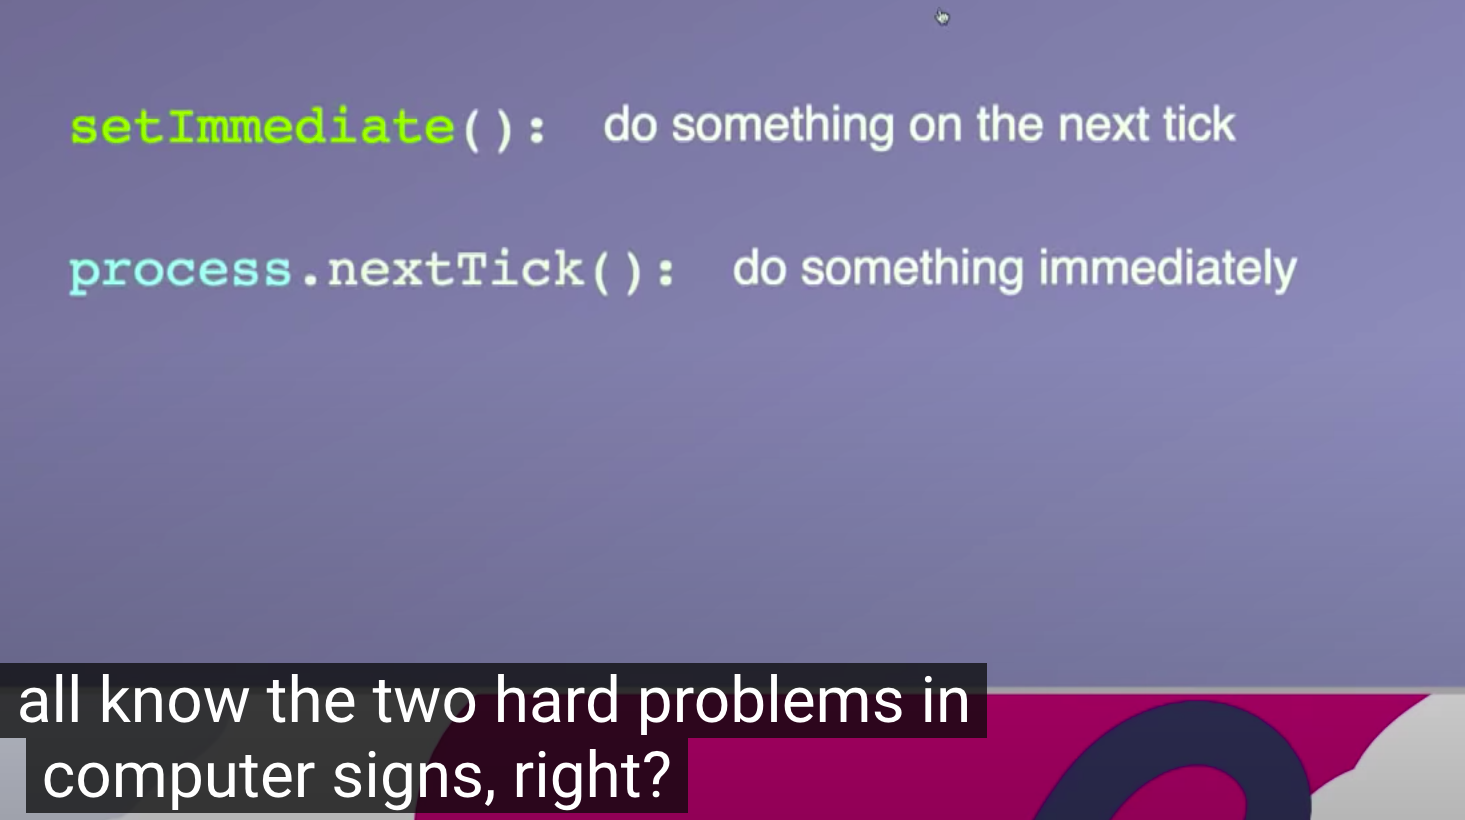 setImmediate(): do something on the next tick
process.nextTick(): do something immediately
all know the two hard problems in
computer signs, right?